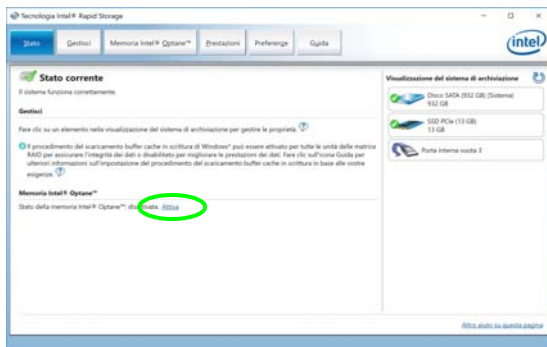 Tecnologia Intel® Rapid Storage
Stato
Gestisci
Memoria Intel® Optane™
Prestazioni
Preferenze
Guida
intel
Stato corrente
Il sistema funziona correttamente.
Gestisci
Fare clic su un elemento nella visualizzazione del sistema di archiviazione per gestire le proprietà.
Il procedimento del scaricamento buffer cache in scrittura di Windows* può essere attivato per tutte le unità delle matrice
RAID per assicurare l'integrità dei dati o disabilitato per migliorare le prestazioni dei dati. Fare clic sull'icona Guida per
ulteriori informazioni sull'impostazione del procedimento del scaricamento buffer cache in scrittura in base alle vostre
esigenze.
Memoria Intel® Optane™
Stato della memoria Intel® Optane™: disattivata. Attiva
Visualizzazione del sistema di archiviazione
Disco SATA (932 GB) (Sistema)
932 GB
SSD PCIe (13 GB)
13 GB
Porta interna vuota 3
Altro aiuto su questa pagina